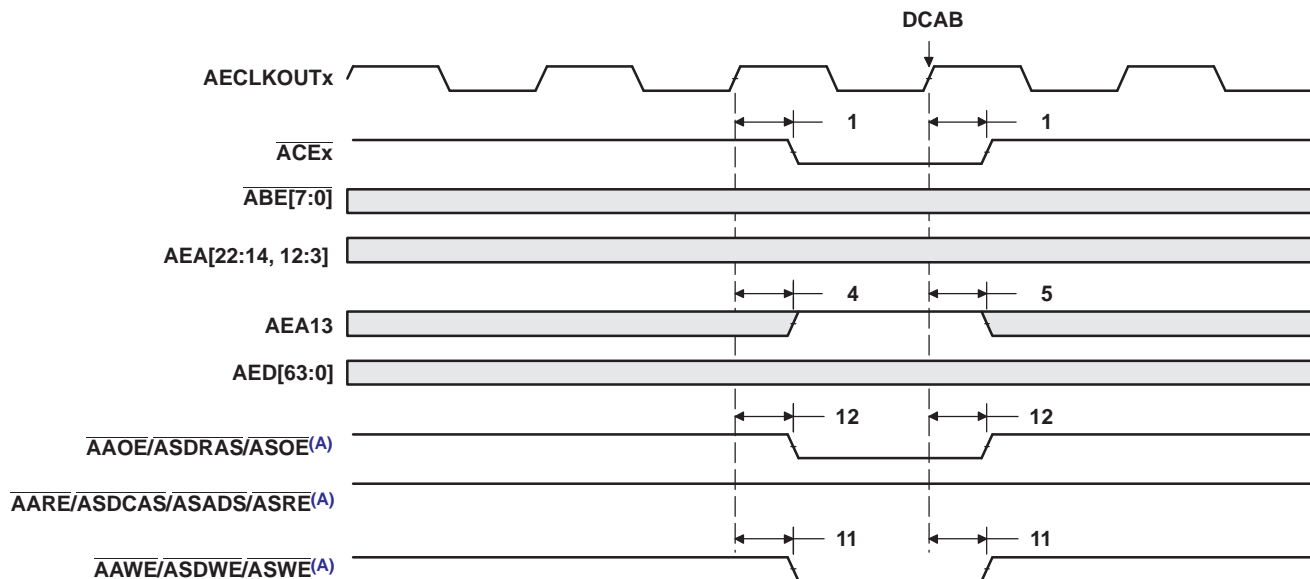 DCAB
AECLKOUTx
1 1
ACEx
ABE[7:0]
AEA[22:14, 12:3]
4 5
AEA13
AED[63:0]
12 12
AAOE/ASDRAS/ASOE(A)
AARE/ASDCAS/ASADS/ASRE(A)
11 11
AAWE/ASDWE/ASWE(A)